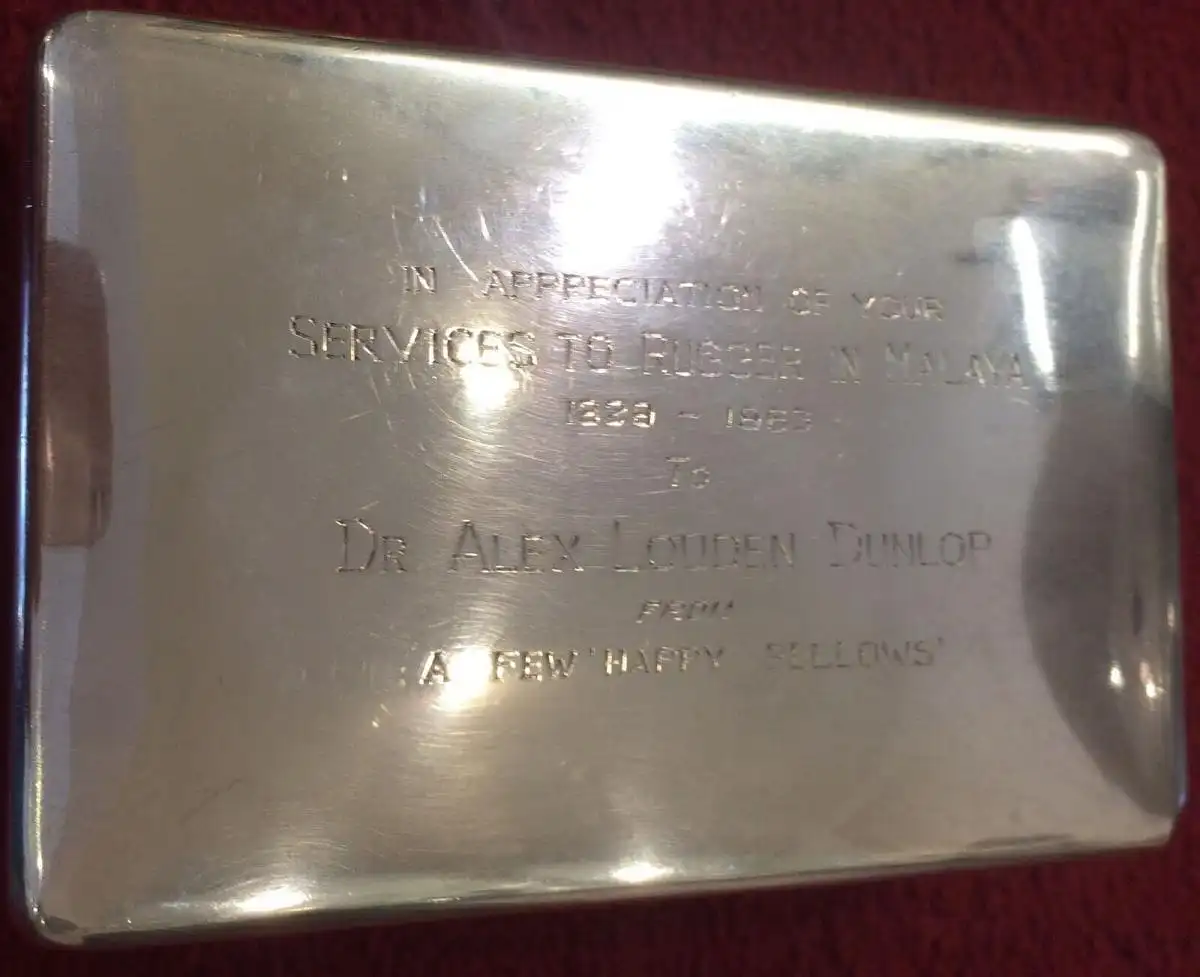 IN APPRECIATION OF YOUR
SERVICES TO RUGGER IN MALAYA
To
DR ALEX LOUDEN DUNLOP
FROM
A FEW 'HAPPY FELLOWS'